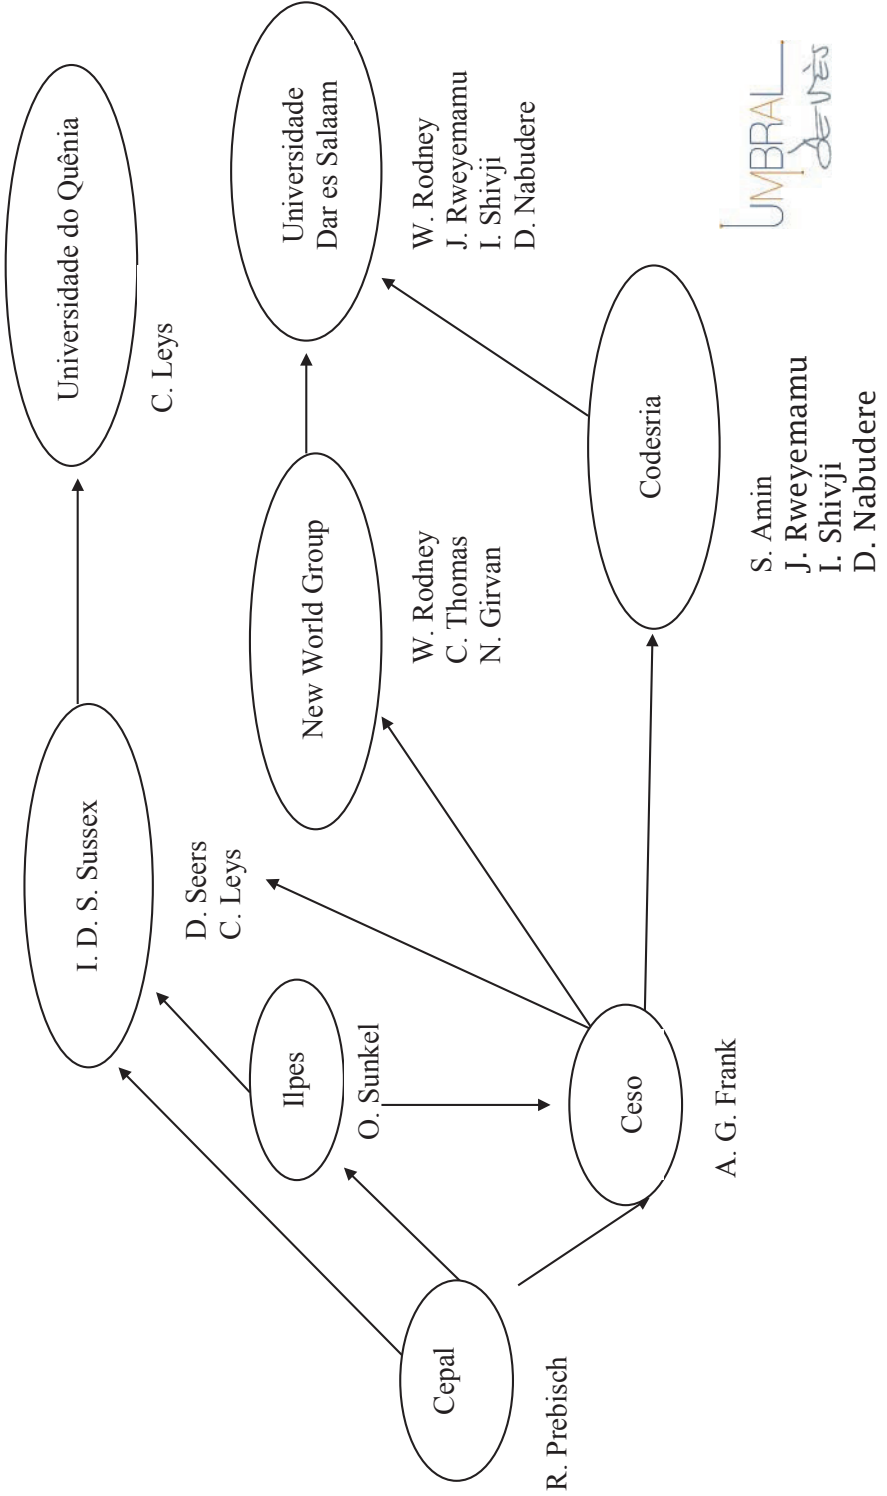 Universidade do Quênia
C. Leys
I. D. S. Sussex
D. Seers
C. Leys
Universidade
Dar es Salaam
W. Rodney
J. Rweyemamu
I. Shivji
D. Nabudere
New World Group
W. Rodney
C. Thomas
N. Girvan
Ilpes
O. Sunkel
Cepal
R. Prebisch
Ceso
A. G. Frank
Codesria
S. Amin
J. Rweyemamu
I. Shivji
D. Nabudere
UMBRAL
DEVÉS